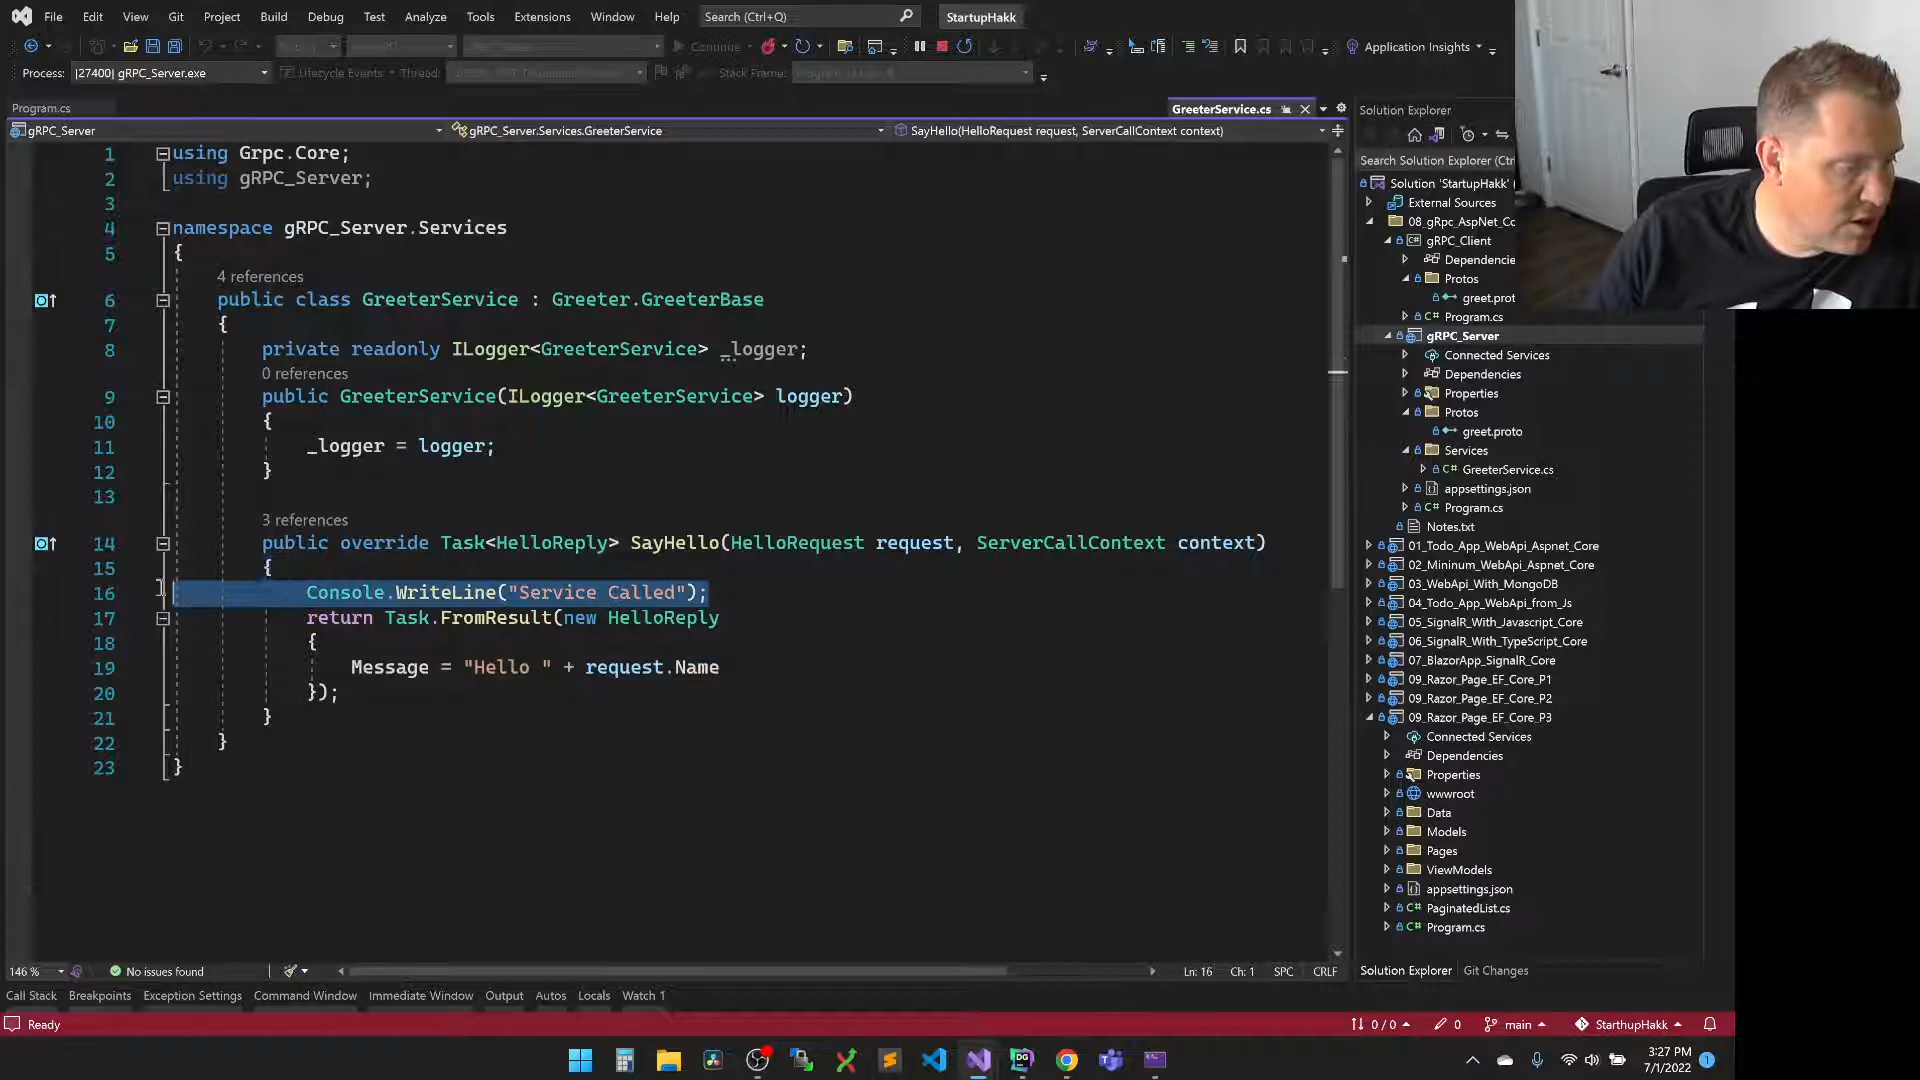 File Edit View Git Project Build Debug Test Analyze Tools Extensions Window Help Search (Ctrl+Q) StartupHakk
Continue Application Insights
Process: [27400] gRPC_Server.exe Lifecycle Events Thread: Stack Frame:
Program.cs GreeterService.cs
gRPC_Server gRPC_Server.Services.GreeterService SayHello(HelloRequest request, ServerCallContext context)
1 using Grpc.Core;
2 using gRPC_Server;
3
4 namespace gRPC_Server.Services
5 {
4 references
6 public class GreeterService : Greeter.GreeterBase
7 {
8 private readonly ILogger<GreeterService> _logger;
0 references
9 public GreeterService(ILogger<GreeterService> logger)
10 {
11 _logger = logger;
12 }
13
3 references
14 public override Task<HelloReply> SayHello(HelloRequest request, ServerCallContext context)
15 {
16 Console.WriteLine("Service Called");
17 return Task.FromResult(new HelloReply
18 {
19 Message = "Hello " + request.Name
20 });
21 }
22 }
23 }
146 % No issues found Ln: 16 Ch: 1 SPC CRLF
Solution Explorer
Search Solution Explorer (Ctr
Solution 'StartupHakk' (
External Sources
08_gRpc_AspNet_Co
gRPC_Client
Dependencie
Protos
greet.prot
C# Program.cs
gRPC_Server
Connected Services
Dependencies
Properties
Protos
greet.proto
Services
C# GreeterService.cs
appsettings.json
C# Program.cs
Notes.txt
01_Todo_App_WebApi_Aspnet_Core
02_Mininum_WebApi_Aspnet_Core
03_WebApi_With_MongoDB
04_Todo_App_WebApi_from_Js
05_SignalR_With_Javascript_Core
06_SignalR_With_TypeScript_Core
07_BlazorApp_SignalR_Core
09_Razor_Page_EF_Core_P1
09_Razor_Page_EF_Core_P2
09_Razor_Page_EF_Core_P3
Connected Services
Dependencies
Properties
wwwroot
Data
Models
Pages
ViewModels
appsettings.json
C# PaginatedList.cs
C# Program.cs
Solution Explorer Git Changes
Call Stack Breakpoints Exception Settings Command Window Immediate Window Output Autos Locals Watch 1
Ready 0 / 0 0 main StarthupHakk
DG
3:27 PM
7/1/2022 1